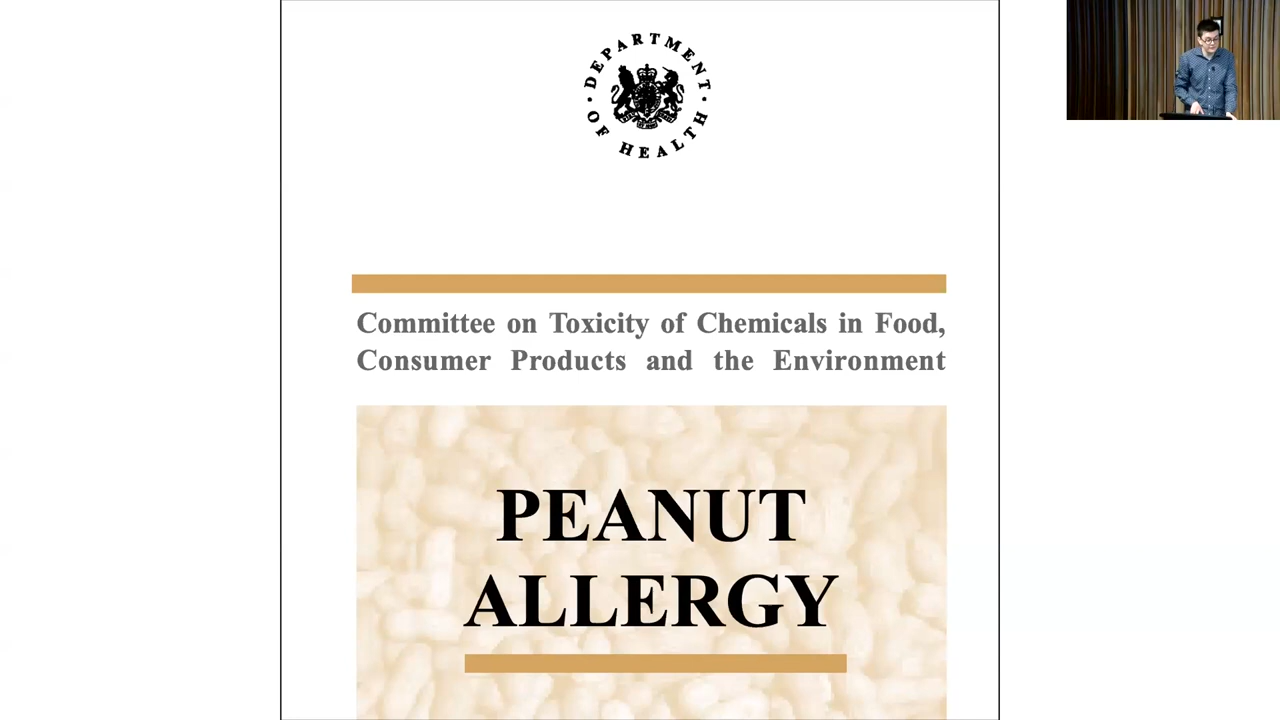 DEPARTMENT OF HEALTH
Committee on Toxicity of Chemicals in Food,
Consumer Products and the Environment
PEANUT
ALLERGY